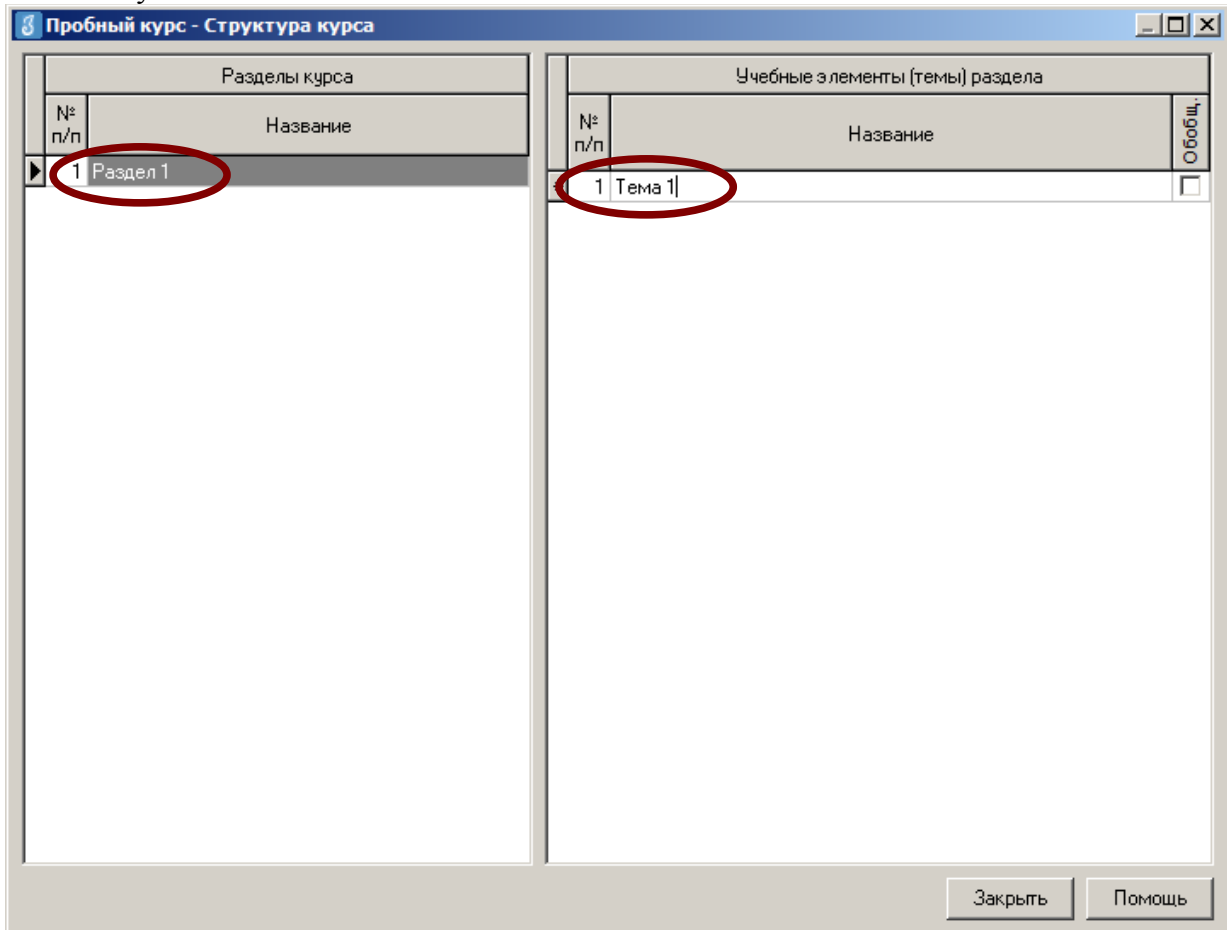 Пробный курс - Структура курса
Разделы курса
№ п/п
Название
1 Раздел 1
Учебные элементы (темы) раздела
№ п/п
Название
Обобщ.
1 Тема 1
Закрыть
Помощь